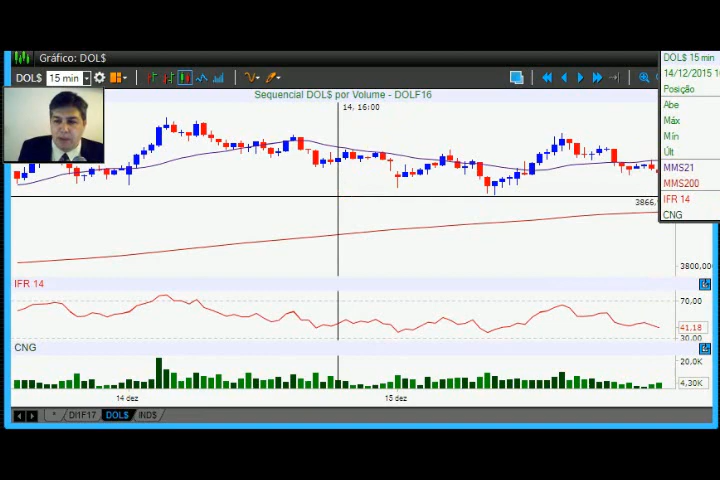 Gráfico: DOL$
DOL$ 15 min
Sequencial DOL$ por Volume - DOLF16
14, 16:00
DOL$ 15 min
14/12/2015
Posição
Abe
Máx
Mín
Últ
MMS21
MMS200
IFR 14
CNG
3866,
3800,00
IFR 14
70.00
41,18
30.00
CNG
20,0K
4,30K
14 dez
15 dez
* DI1F17 DOL$ IND$